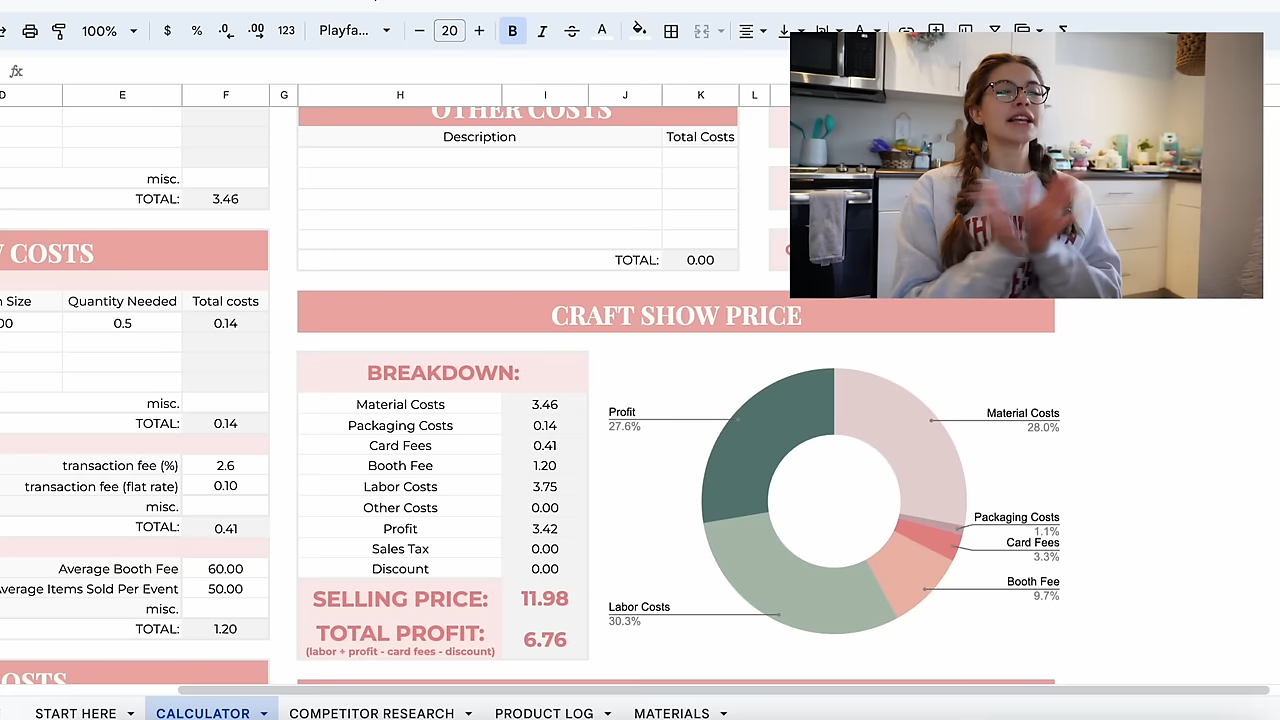 100% $ % .0 .00 123 Playfa... − 20 + B I S A
fx
D E F G H I J K L
OTHER COSTS
Description Total Costs
misc.
TOTAL: 3.46
TOTAL: 0.00
COSTS
Size Quantity Needed Total costs
00 0.5 0.14
misc.
TOTAL: 0.14
transaction fee (%) 2.6
transaction fee (flat rate) 0.10
misc.
TOTAL: 0.41
Average Booth Fee 60.00
Average Items Sold Per Event 50.00
misc.
TOTAL: 1.20
OSTS
CRAFT SHOW PRICE
BREAKDOWN:
Material Costs 3.46
Packaging Costs 0.14
Card Fees 0.41
Booth Fee 1.20
Labor Costs 3.75
Other Costs 0.00
Profit 3.42
Sales Tax 0.00
Discount 0.00
SELLING PRICE: 11.98
TOTAL PROFIT: 6.76
(labor + profit - card fees - discount)
Profit
27.6%
Material Costs
28.0%
Packaging Costs
1.1%
Card Fees
3.3%
Booth Fee
9.7%
Labor Costs
30.3%
START HERE CALCULATOR COMPETITOR RESEARCH PRODUCT LOG MATERIALS